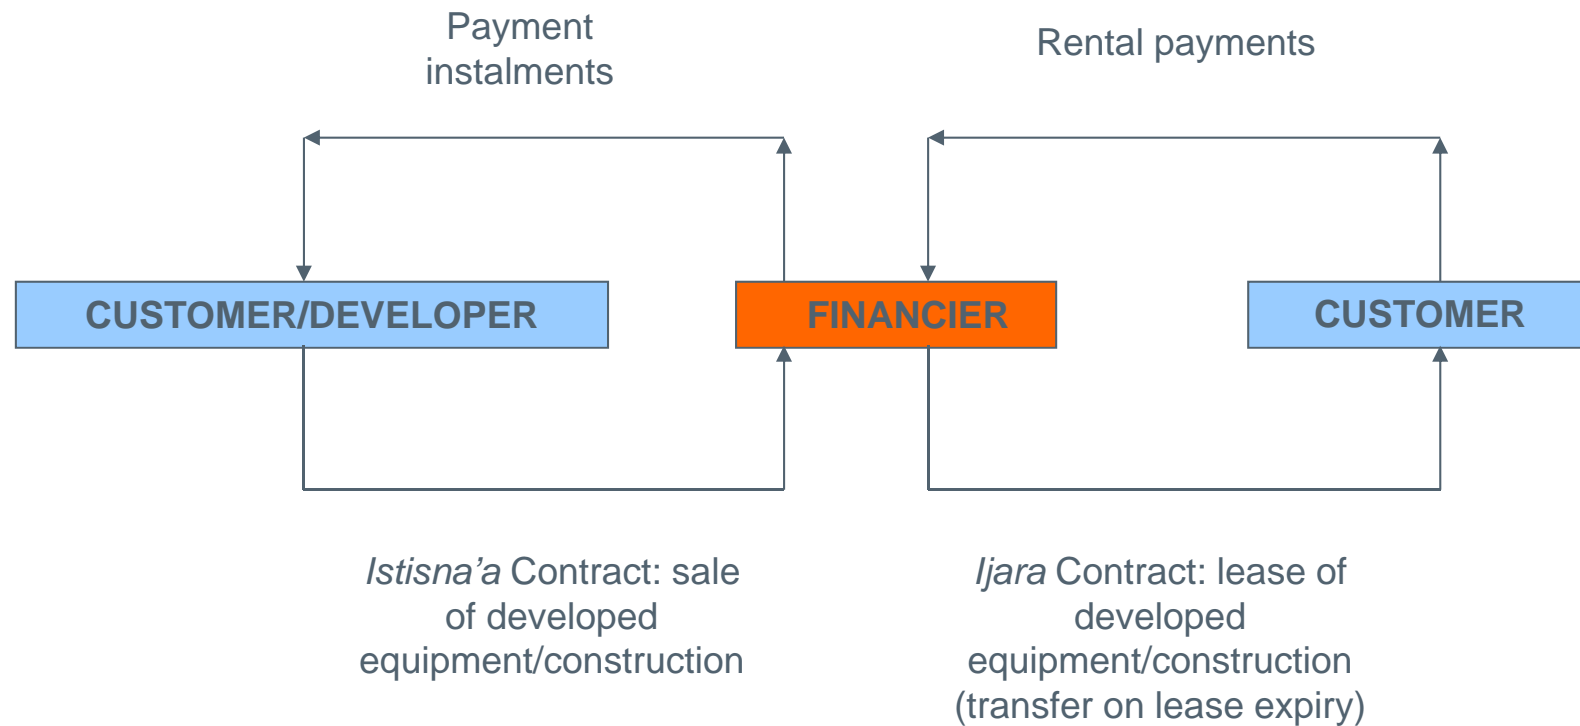 Payment
instalments
Rental payments
CUSTOMER/DEVELOPER
FINANCIER
CUSTOMER
Istisna’a Contract: sale
of developed
equipment/construction
Ijara Contract: lease of
developed
equipment/construction
(transfer on lease expiry)